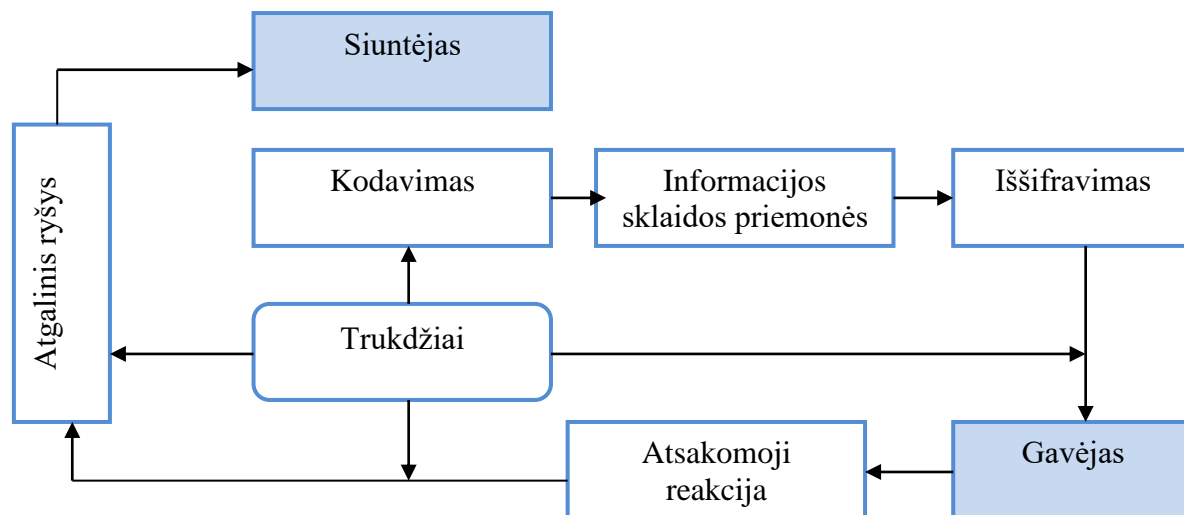 Siuntėjas
Kodavimas
Informacijos
sklaidos priemonės
Iššifravimas
Atgalinis ryšys
Trukdžiai
Atsakomoji
reakcija
Gavėjas